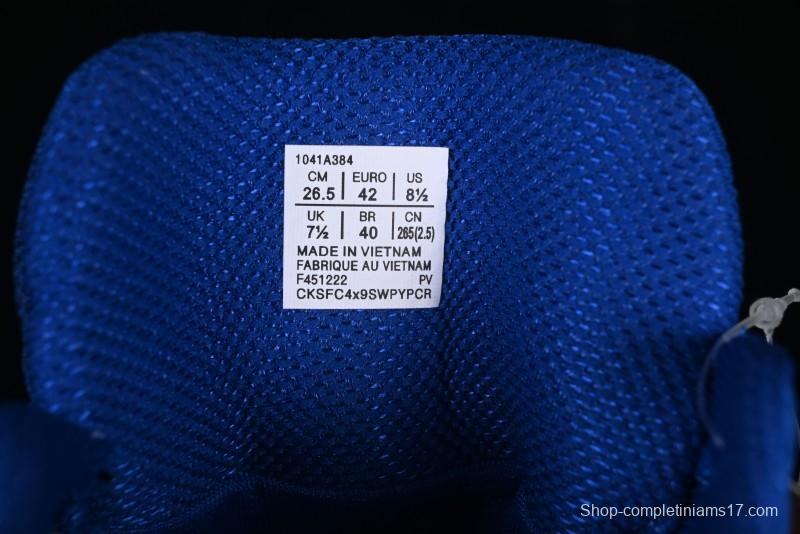 1041A384
CM EURO US
26.5 42 8½
UK BR CN
7½ 40 265(2.5)
MADE IN VIETNAM
FABRIQUE AU VIETNAM
F451222 PV
CKSFC4x9SWPYPCR
Shop-completiniams17.com